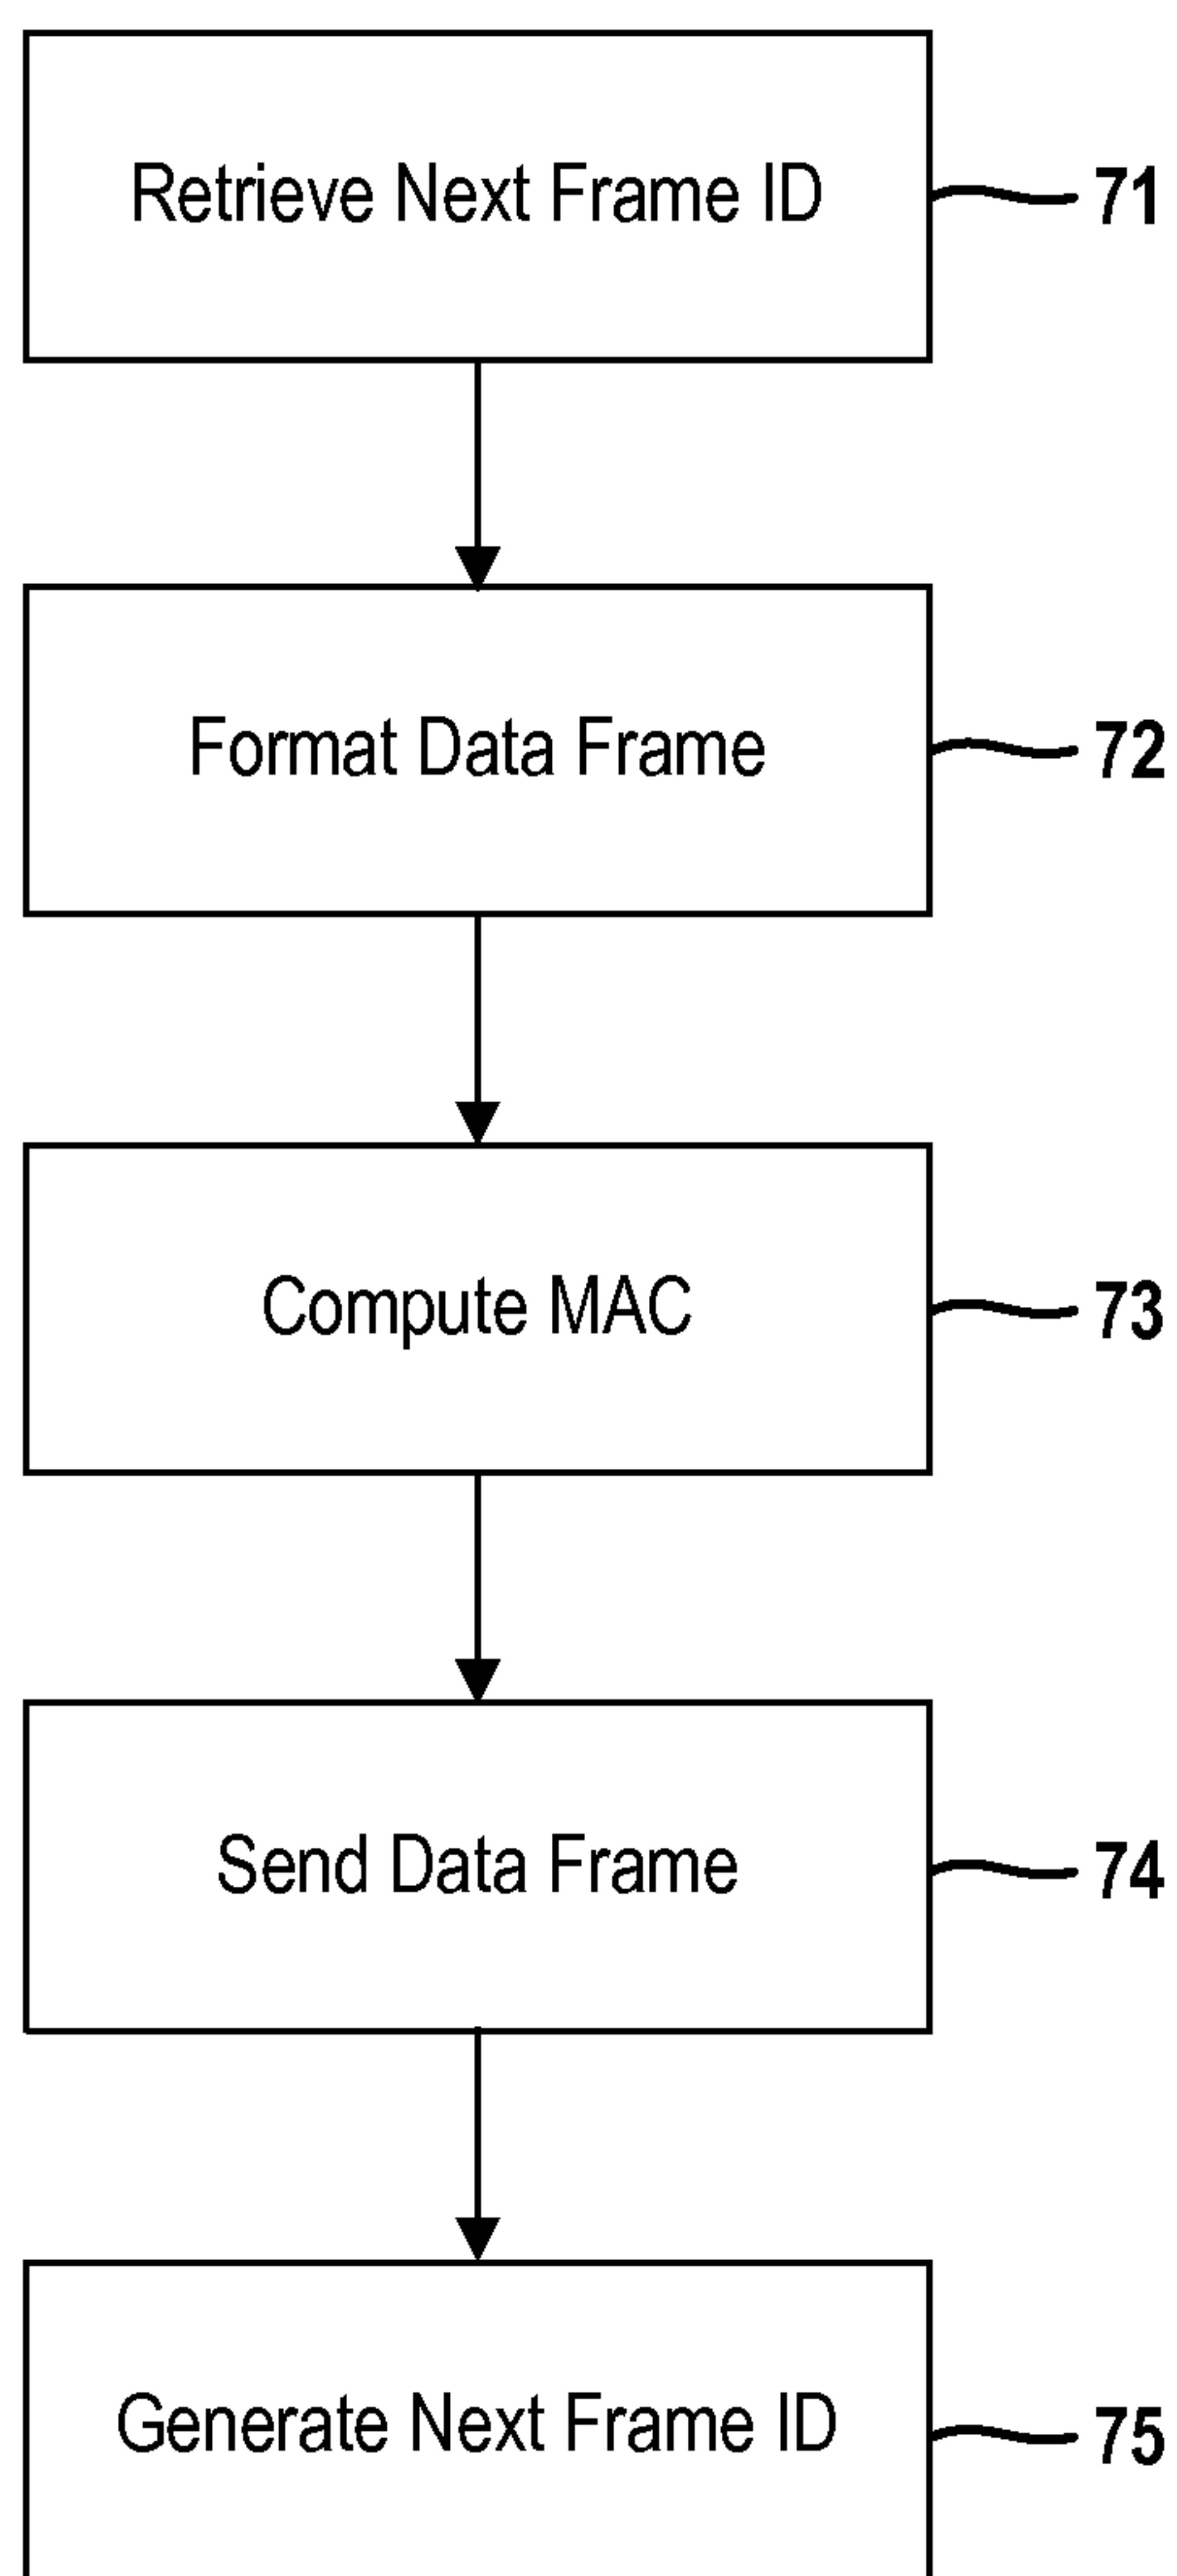 Retrieve Next Frame ID 71
Format Data Frame 72
Compute MAC 73
Send Data Frame 74
Generate Next Frame ID 75